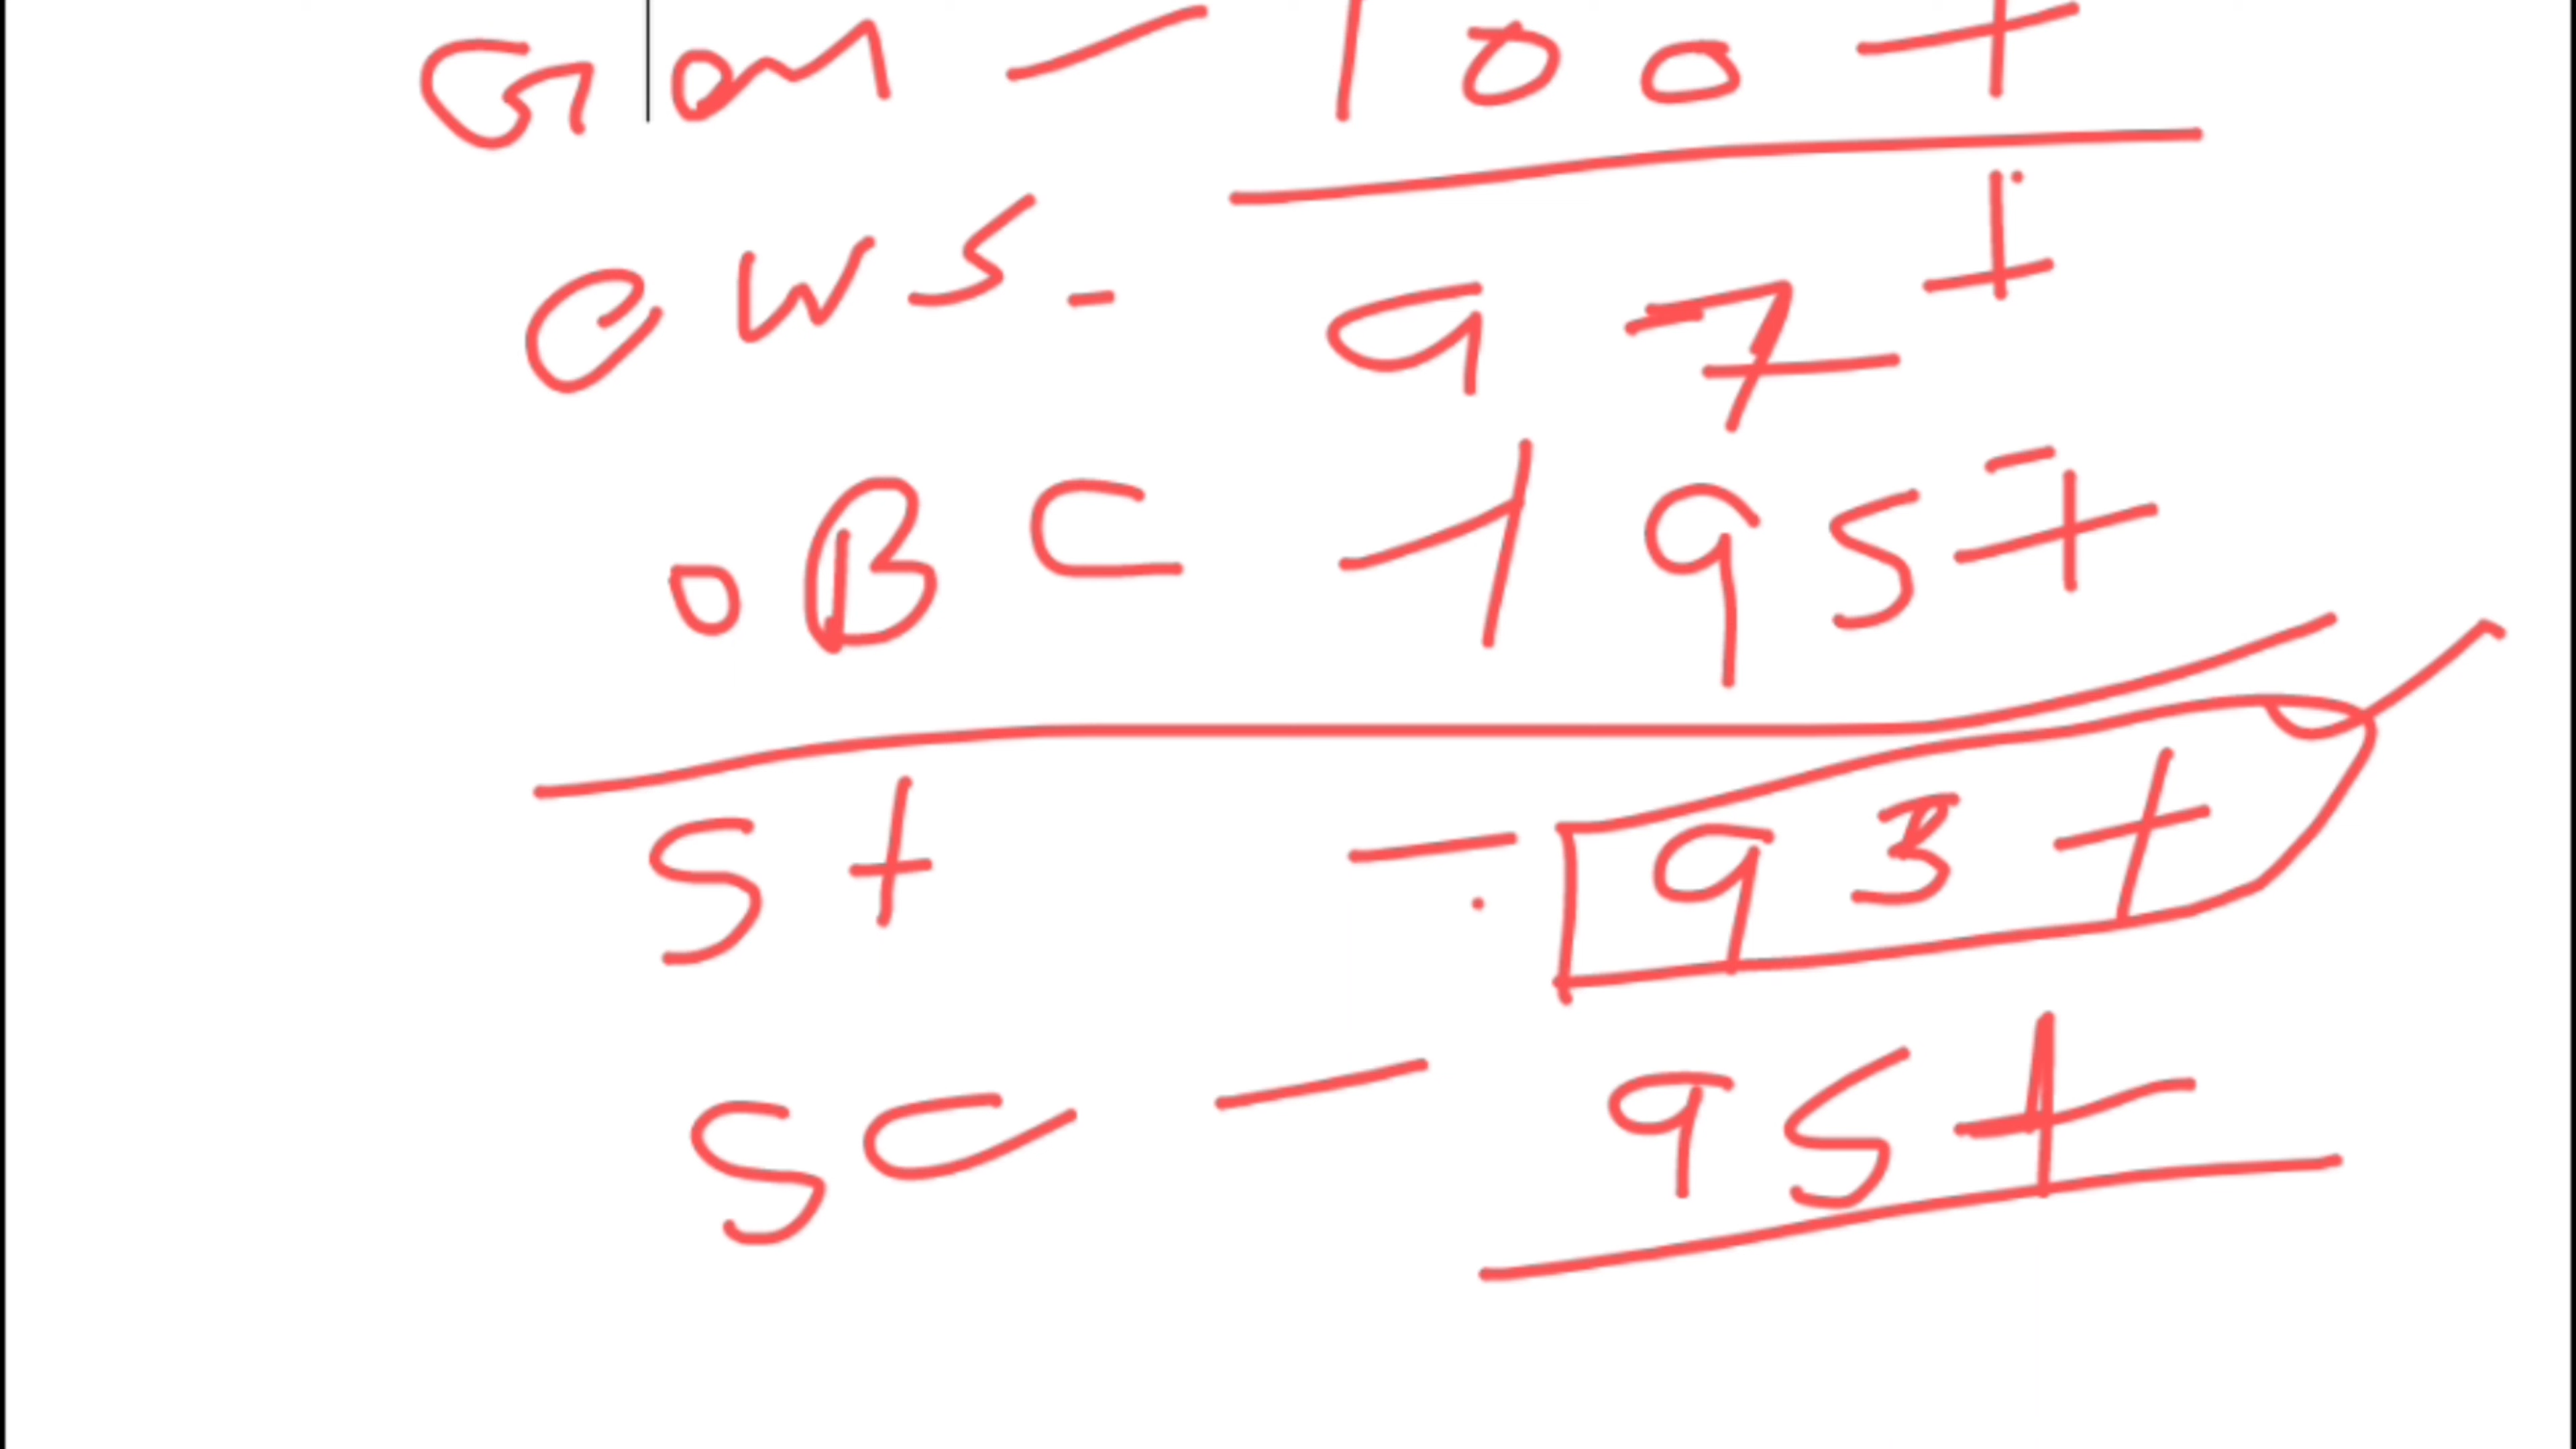 Gen - 100 +
EWS - 97 +
OBC - 95 +
St - 93 +
SC - 95 +